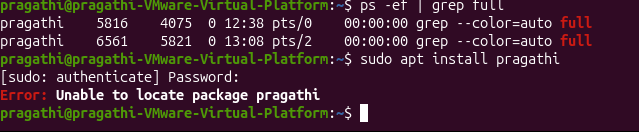 pragathi@pragathi-VMware-Virtual-Platform:~$ ps -ef | grep full
pragathi    5816    4075  0 12:38 pts/0    00:00:00 grep --color=auto full
pragathi    6561    5821  0 13:08 pts/2    00:00:00 grep --color=auto full
pragathi@pragathi-VMware-Virtual-Platform:~$ sudo apt install pragathi
[sudo: authenticate] Password:
Error: Unable to locate package pragathi
pragathi@pragathi-VMware-Virtual-Platform:~$